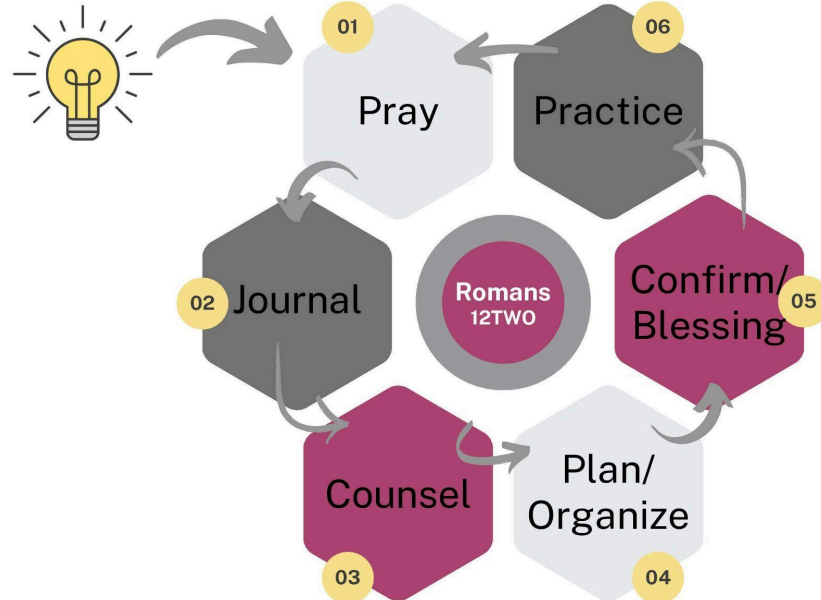 01
Pray
02
Journal
03
Counsel
04
Plan/
Organize
05
Confirm/
Blessing
06
Practice
Romans
12TWO